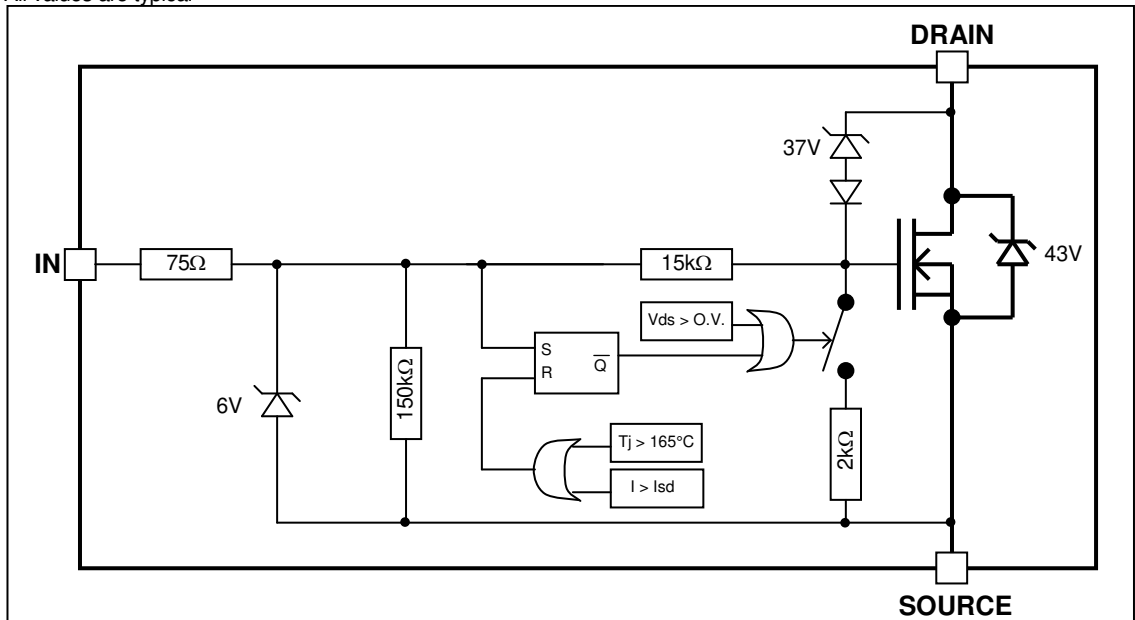 All values are typical
DRAIN
37V
IN
75Ω
15kΩ
43V
Vds > O.V.
S
R
Q̅
6V
150kΩ
Tj > 165°C
I > Isd
2kΩ
SOURCE